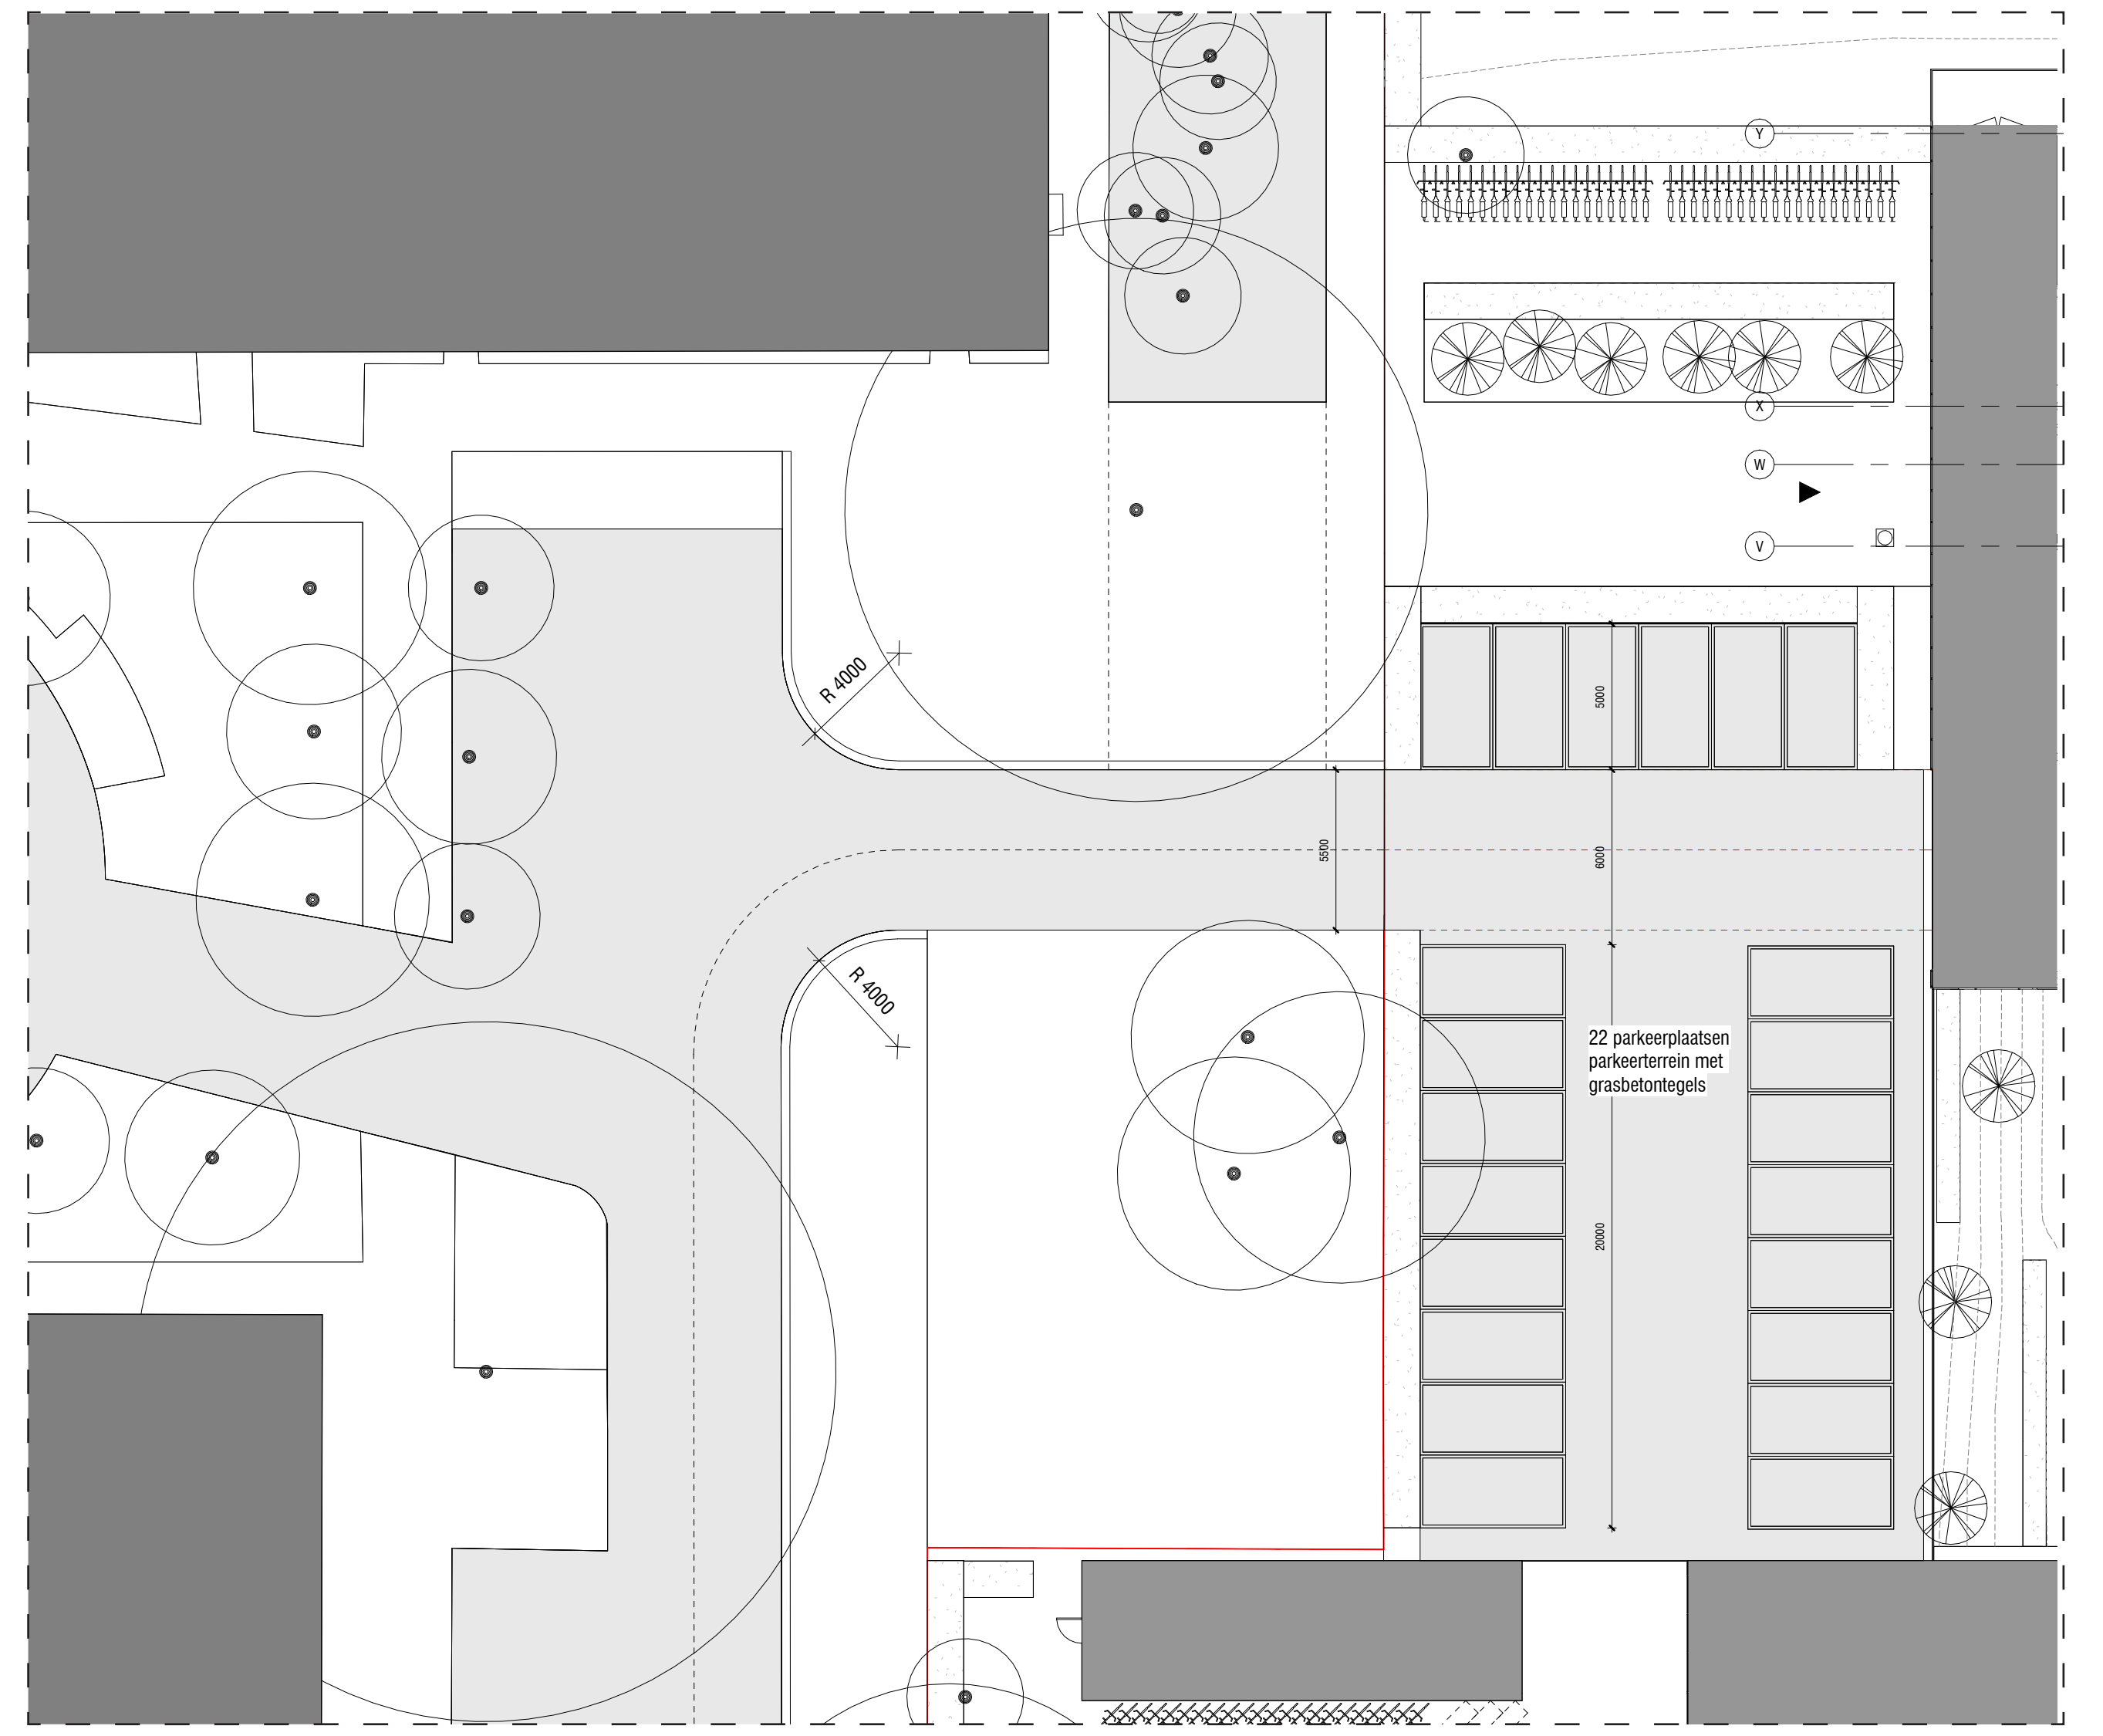 Y
X
W
V
R 4000
5000
5500
6000
R 4000
22 parkeerplaatsen
parkeerterrein met
grasbetontegels
20000